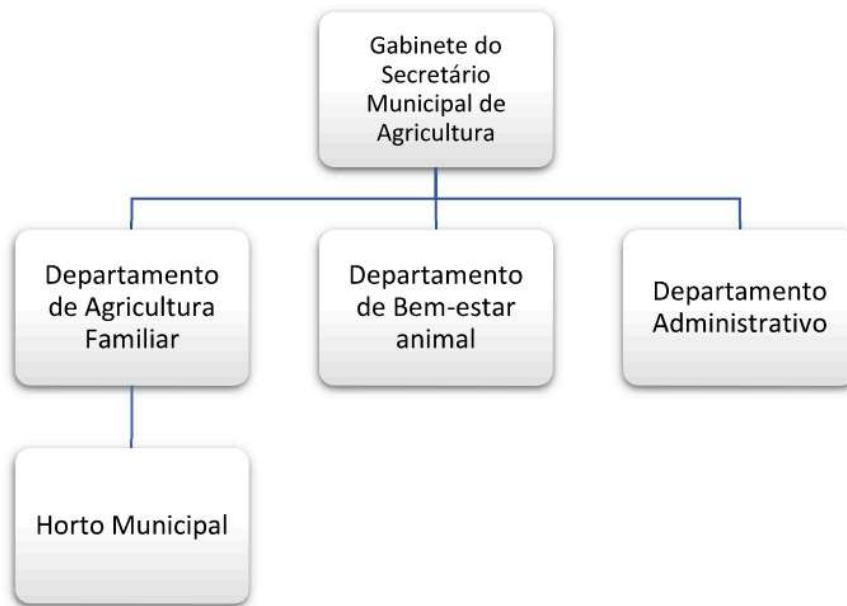 Gabinete do
Secretário
Municipal de
Agricultura
Departamento
de Agricultura
Familiar
Departamento
de Bem-estar
animal
Departamento
Administrativo
Horto Municipal